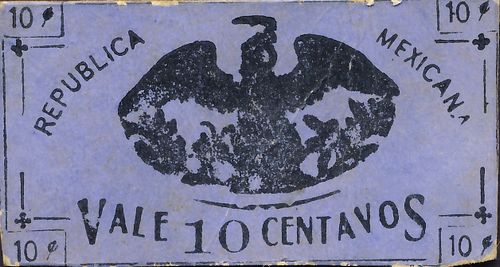 10 ¢ 10 ¢
REPUBLICA MEXICANA
VALE 10 CENTAVOS
10 ¢ 10 ¢